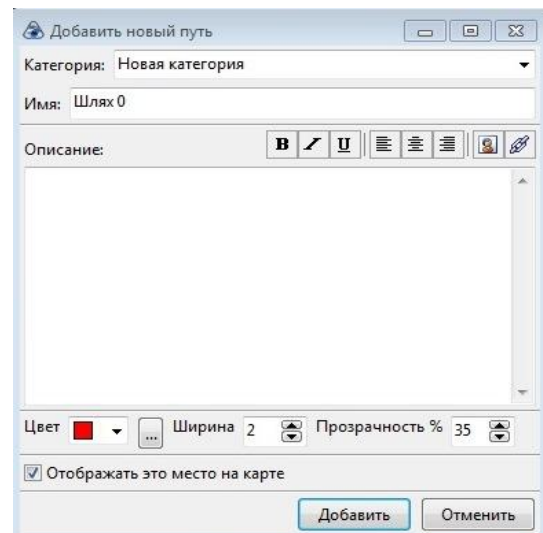 Добавить новый путь
Категория: Новая категория
Имя: Шлях 0
Описание: B I U
Цвет ... Ширина 2 Прозрачность % 35
Отображать это место на карте
Добавить Отменить